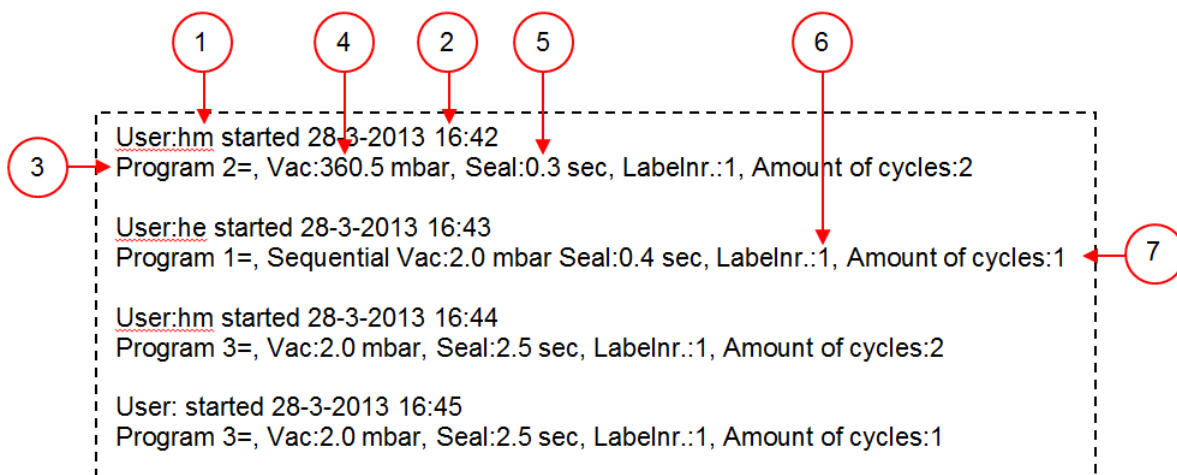 1 4 2 5 6
User:hm started 28-3-2013 16:42
3 Program 2=, Vac:360.5 mbar, Seal:0.3 sec, Labelnr.:1, Amount of cycles:2
User:he started 28-3-2013 16:43
Program 1=, Sequential Vac:2.0 mbar Seal:0.4 sec, Labelnr.:1, Amount of cycles:1 7
User:hm started 28-3-2013 16:44
Program 3=, Vac:2.0 mbar, Seal:2.5 sec, Labelnr.:1, Amount of cycles:2
User: started 28-3-2013 16:45
Program 3=, Vac:2.0 mbar, Seal:2.5 sec, Labelnr.:1, Amount of cycles:1